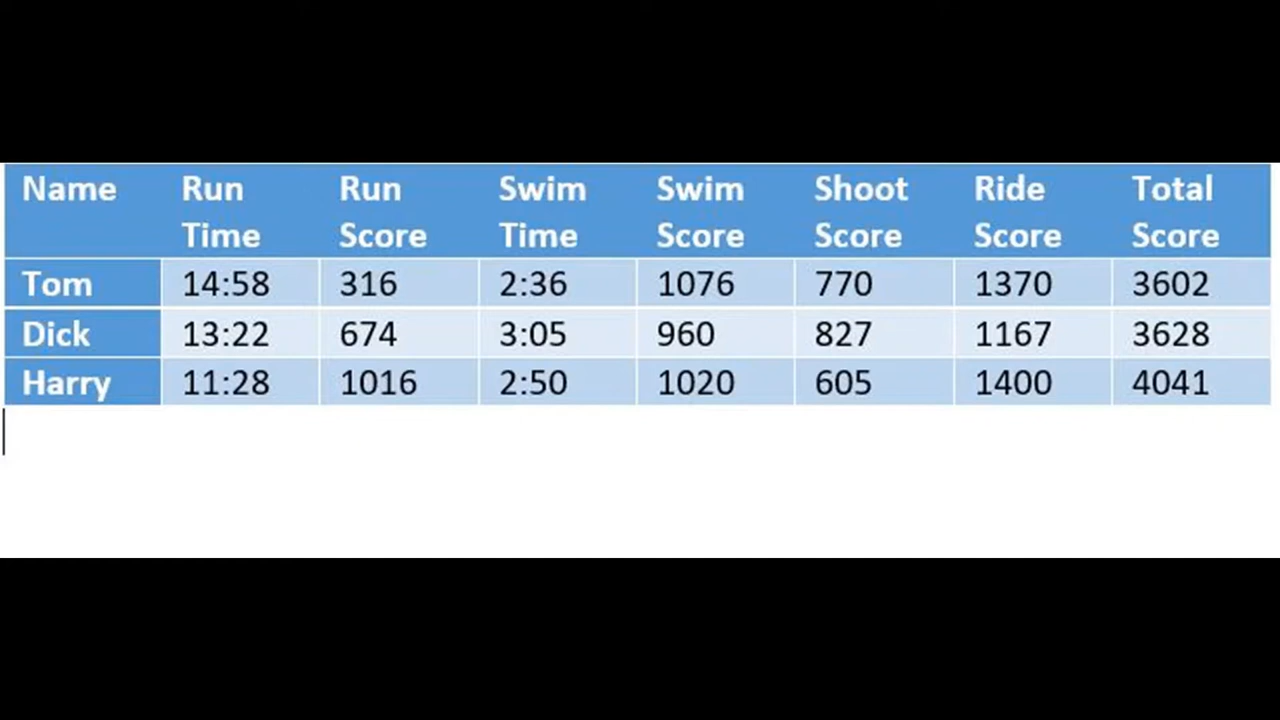 Name Run Time Run Score Swim Time Swim Score Shoot Score Ride Score Total Score
Tom 14:58 316 2:36 1076 770 1370 3602
Dick 13:22 674 3:05 960 827 1167 3628
Harry 11:28 1016 2:50 1020 605 1400 4041